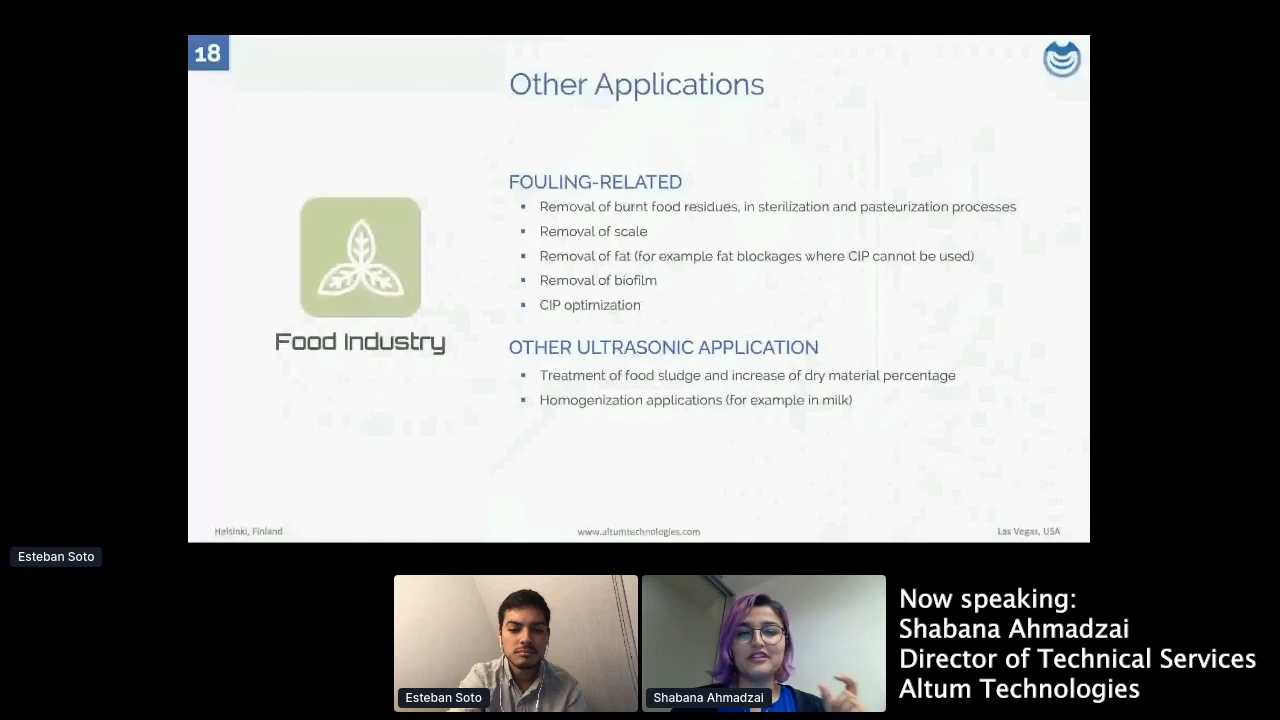 18
Other Applications
FOULING-RELATED
Removal of burnt food residues, in sterilization and pasteurization processes
Removal of scale
Removal of fat (for example fat blockages where CIP cannot be used)
Removal of biofilm
CIP optimization
Food Industry
OTHER ULTRASONIC APPLICATION
Treatment of food sludge and increase of dry material percentage
Homogenization applications (for example in milk)
Helsinki, Finland
www.altumtechnologies.com
Las Vegas, USA
Esteban Soto
Esteban Soto
Shabana Ahmadzai
Now speaking:
Shabana Ahmadzai
Director of Technical Services
Altum Technologies